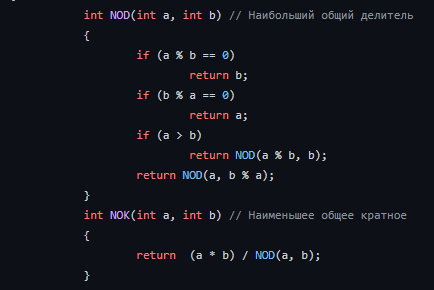 int NOD(int a, int b) // Наибольший общий делитель
{
if (a % b == 0)
return b;
if (b % a == 0)
return a;
if (a > b)
return NOD(a % b, b);
return NOD(a, b % a);
}
int NOK(int a, int b) // Наименьшее общее кратное
{
return  (a * b) / NOD(a, b);
}